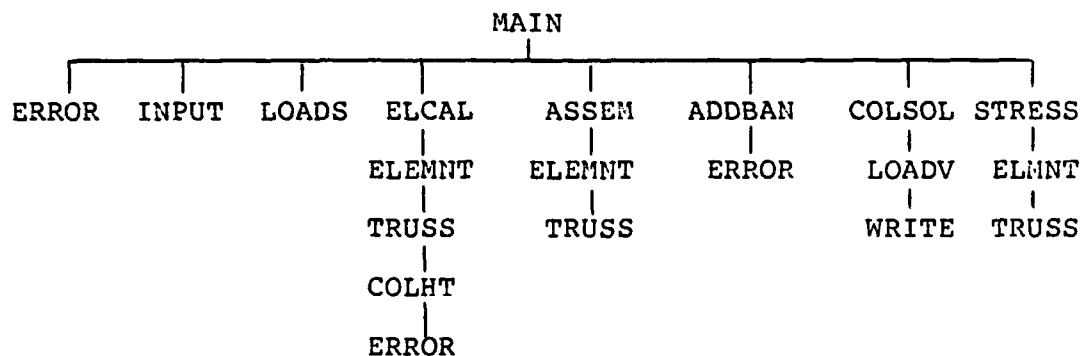 MAIN
ERROR INPUT LOADS ELCAL ASSEM ADDBAN COLSOL STRESS
ELEMNT ELEMNT ERROR LOADV ELMNT
TRUSS TRUSS WRITE TRUSS
COLHT
ERROR